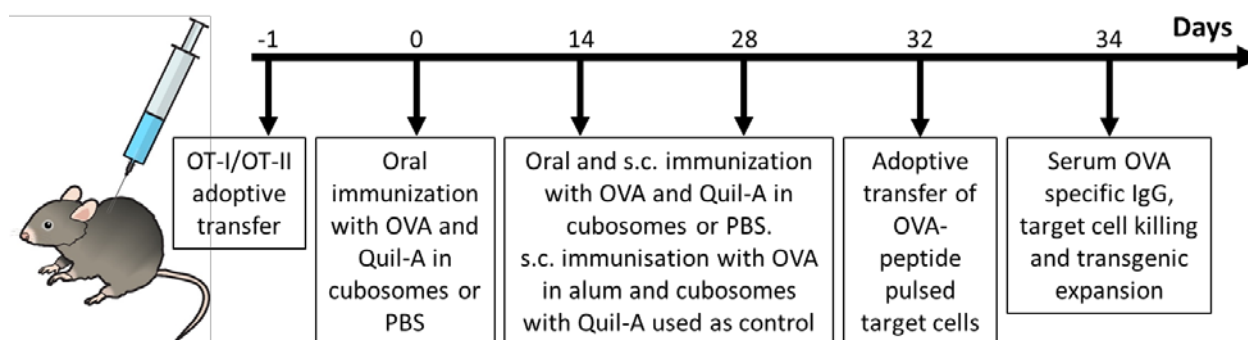 -1 0 14 28 32 34 Days
OT-I/OT-II
adoptive
transfer
Oral
immunization
with OVA and
Quil-A in
cubosomes or
PBS
Oral and s.c. immunization
with OVA and Quil-A in
cubosomes or PBS.
s.c. immunisation with OVA
in alum and cubosomes
with Quil-A used as control
Adoptive
transfer of
OVA-
peptide
pulsed
target cells
Serum OVA
specific IgG,
target cell killing
and transgenic
expansion